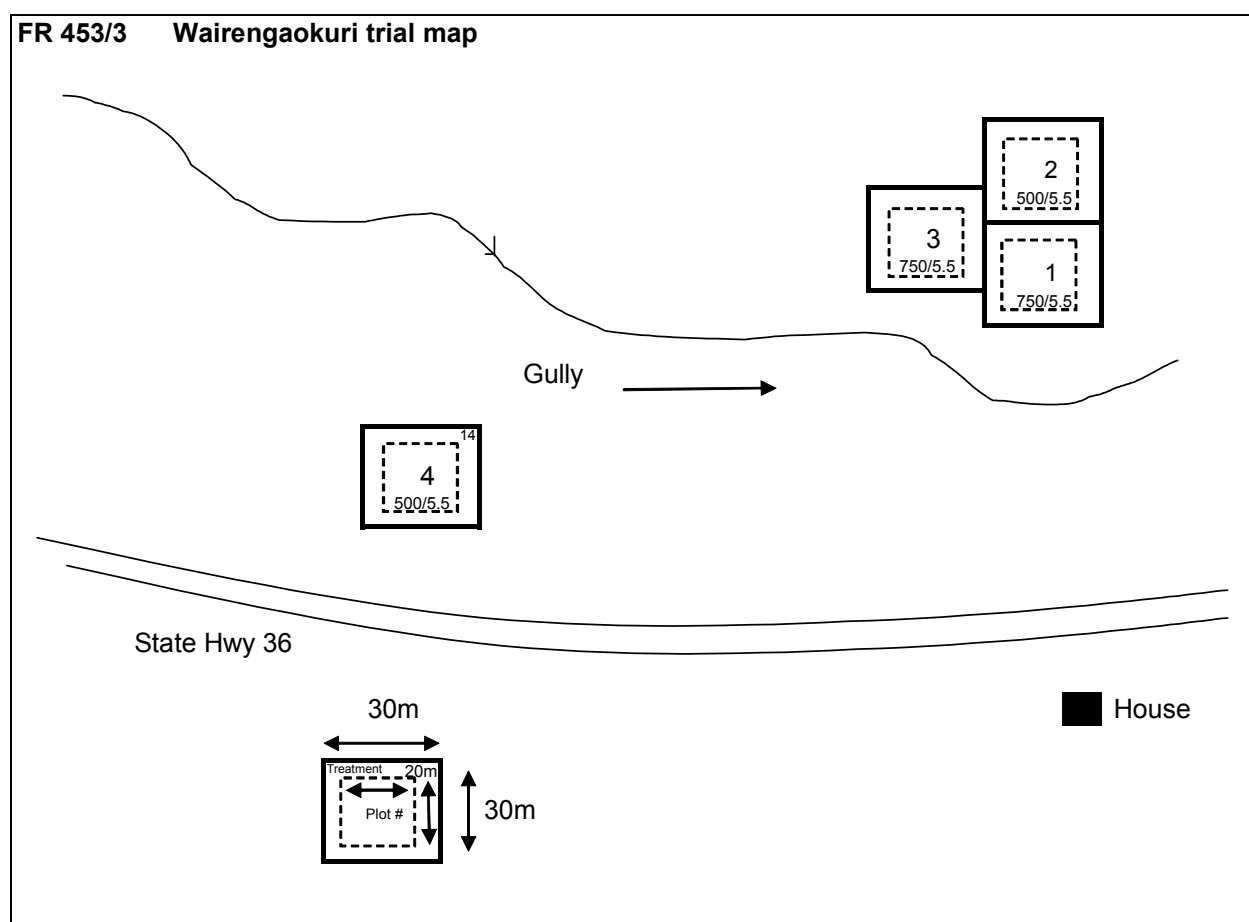 FR 453/3 Wairengaokuri trial map
2
500/5.5
3
750/5.5
1
750/5.5
Gully
14
4
500/5.5
State Hwy 36
House
30m
Treatment 20m
Plot #
30m